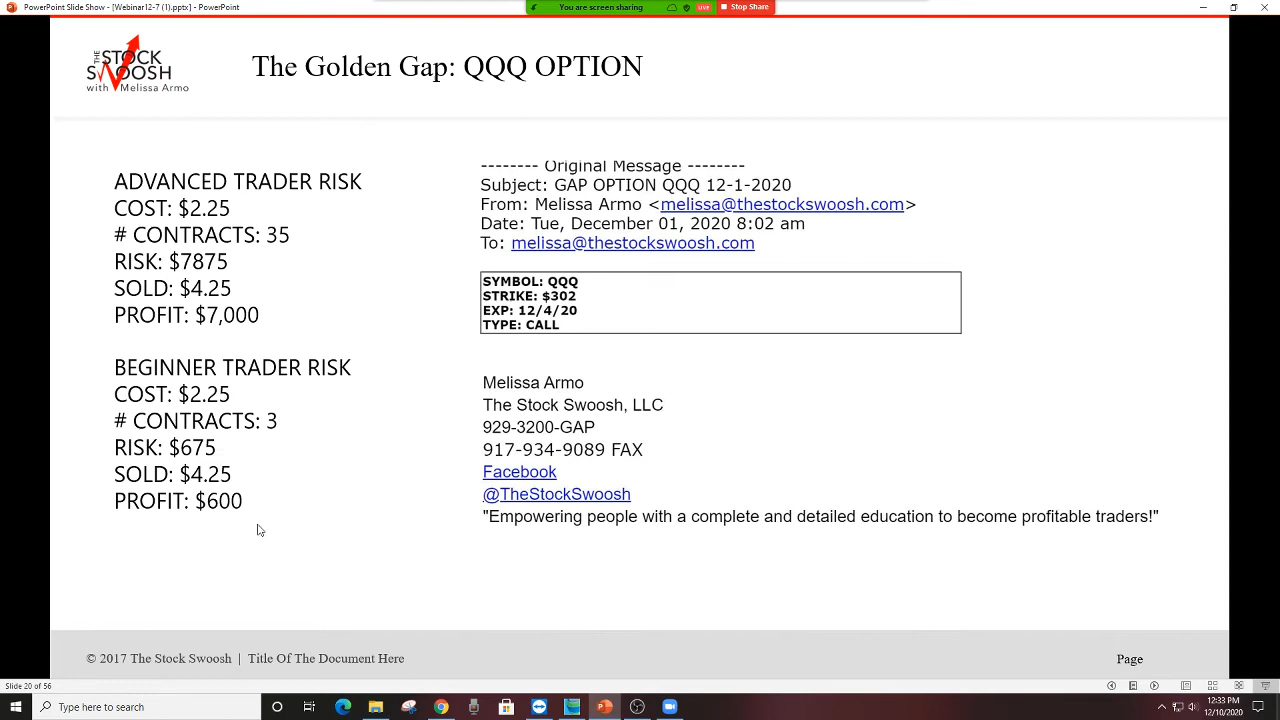 PowerPoint Slide Show - [Webinar12-7 (1).pptx] - PowerPoint
You are screen sharing
LIVE
Stop Share
THE STOCK
SWOOSH
with Melissa Armo
The Golden Gap: QQQ OPTION
ADVANCED TRADER RISK
COST: $2.25
# CONTRACTS: 35
RISK: $7875
SOLD: $4.25
PROFIT: $7,000
BEGINNER TRADER RISK
COST: $2.25
# CONTRACTS: 3
RISK: $675
SOLD: $4.25
PROFIT: $600
-------- Original Message --------
Subject: GAP OPTION QQQ 12-1-2020
From: Melissa Armo <melissa@thestockswoosh.com>
Date: Tue, December 01, 2020 8:02 am
To: melissa@thestockswoosh.com
SYMBOL: QQQ
STRIKE: $302
EXP: 12/4/20
TYPE: CALL
Melissa Armo
The Stock Swoosh, LLC
929-3200-GAP
917-934-9089 FAX
Facebook
@TheStockSwoosh
"Empowering people with a complete and detailed education to become profitable traders!"
© 2017 The Stock Swoosh | Title Of The Document Here
Page
Slide 20 of 56
Type here to search
12:33 PM
12/10/2020